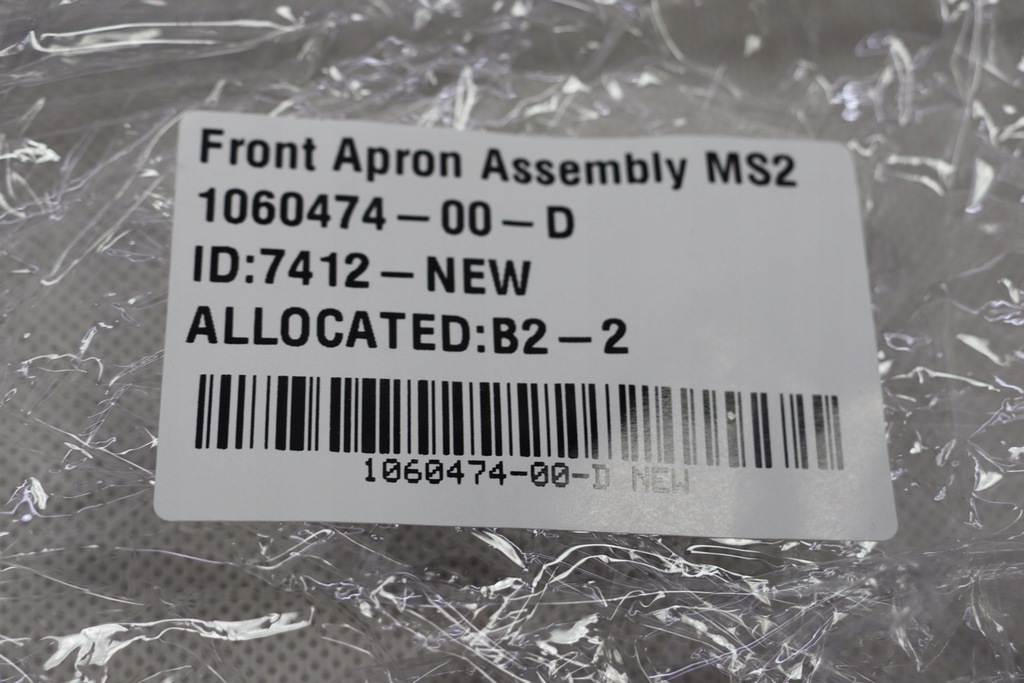 Front Apron Assembly MS2
1060474-00-D
ID:7412-NEW
ALLOCATED:B2-2
1060474-00-D NEW